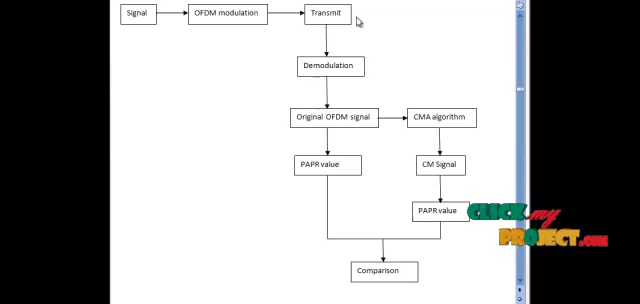 Signal
OFDM modulation
Transmit
Demodulation
Original OFDM signal
CMA algorithm
PAPR value
CM Signal
PAPR value
CLICK my
PROJECT.COM
Comparison